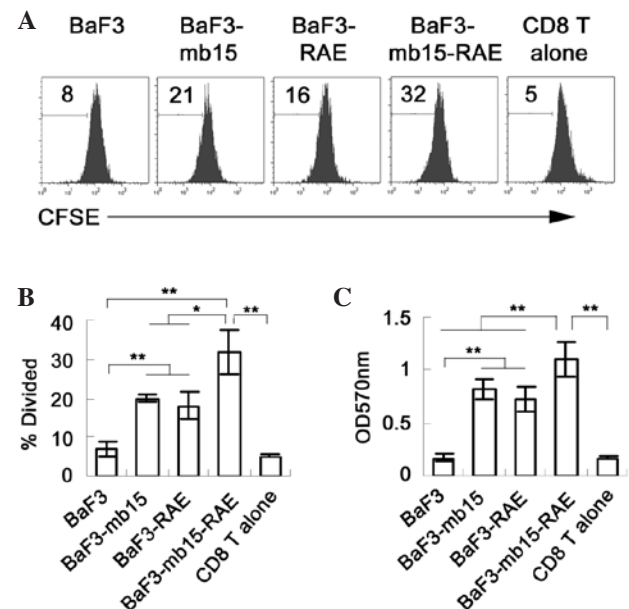 A
BaF3
BaF3-
mb15
BaF3-
RAE
BaF3-
mb15-RAE
CD8 T
alone
8
21
16
32
5
CFSE
B
C
**
*
**
**
**
**
**
% Divided
40
30
20
10
0
BaF3
BaF3-mb15
BaF3-RAE
BaF3-mb15-RAE
CD8 T alone
OD570nm
1.5
1
0.5
0
BaF3
BaF3-mb15
BaF3-RAE
BaF3-mb15-RAE
CD8 T alone